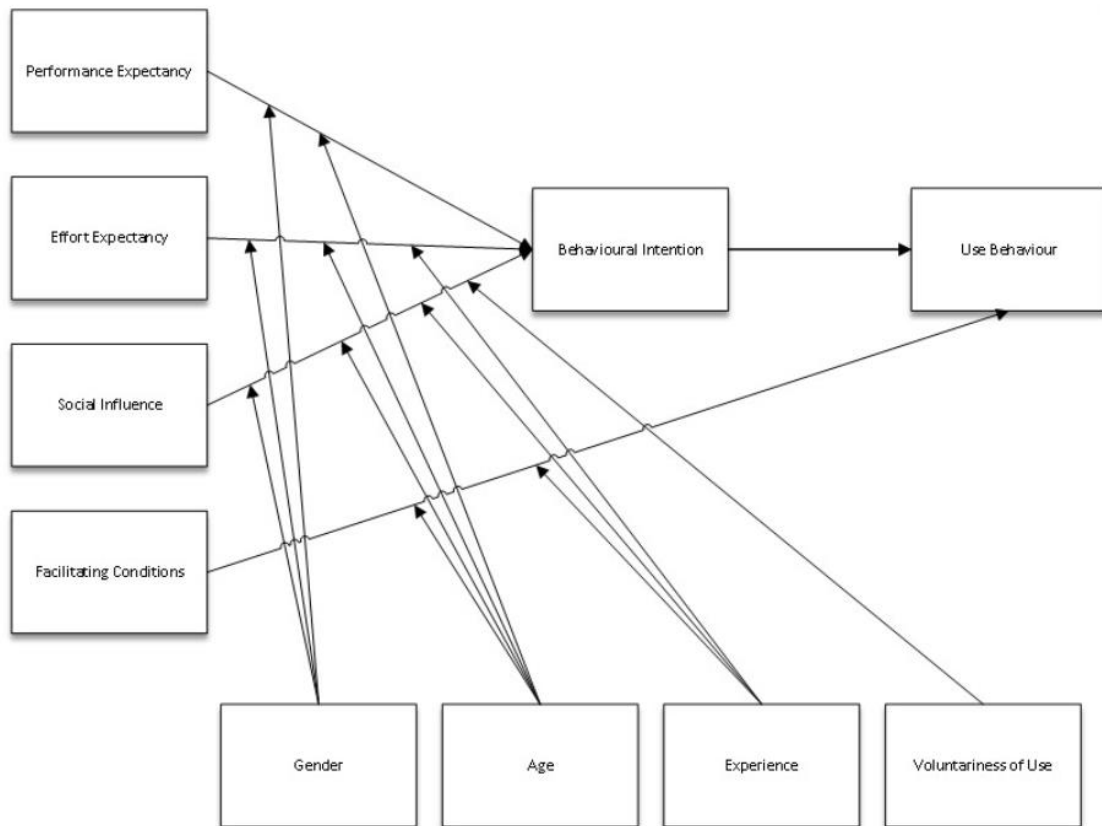 Performance Expectancy
Effort Expectancy
Behavioural Intention
Use Behaviour
Social Influence
Facilitating Conditions
Gender
Age
Experience
Voluntariness of Use